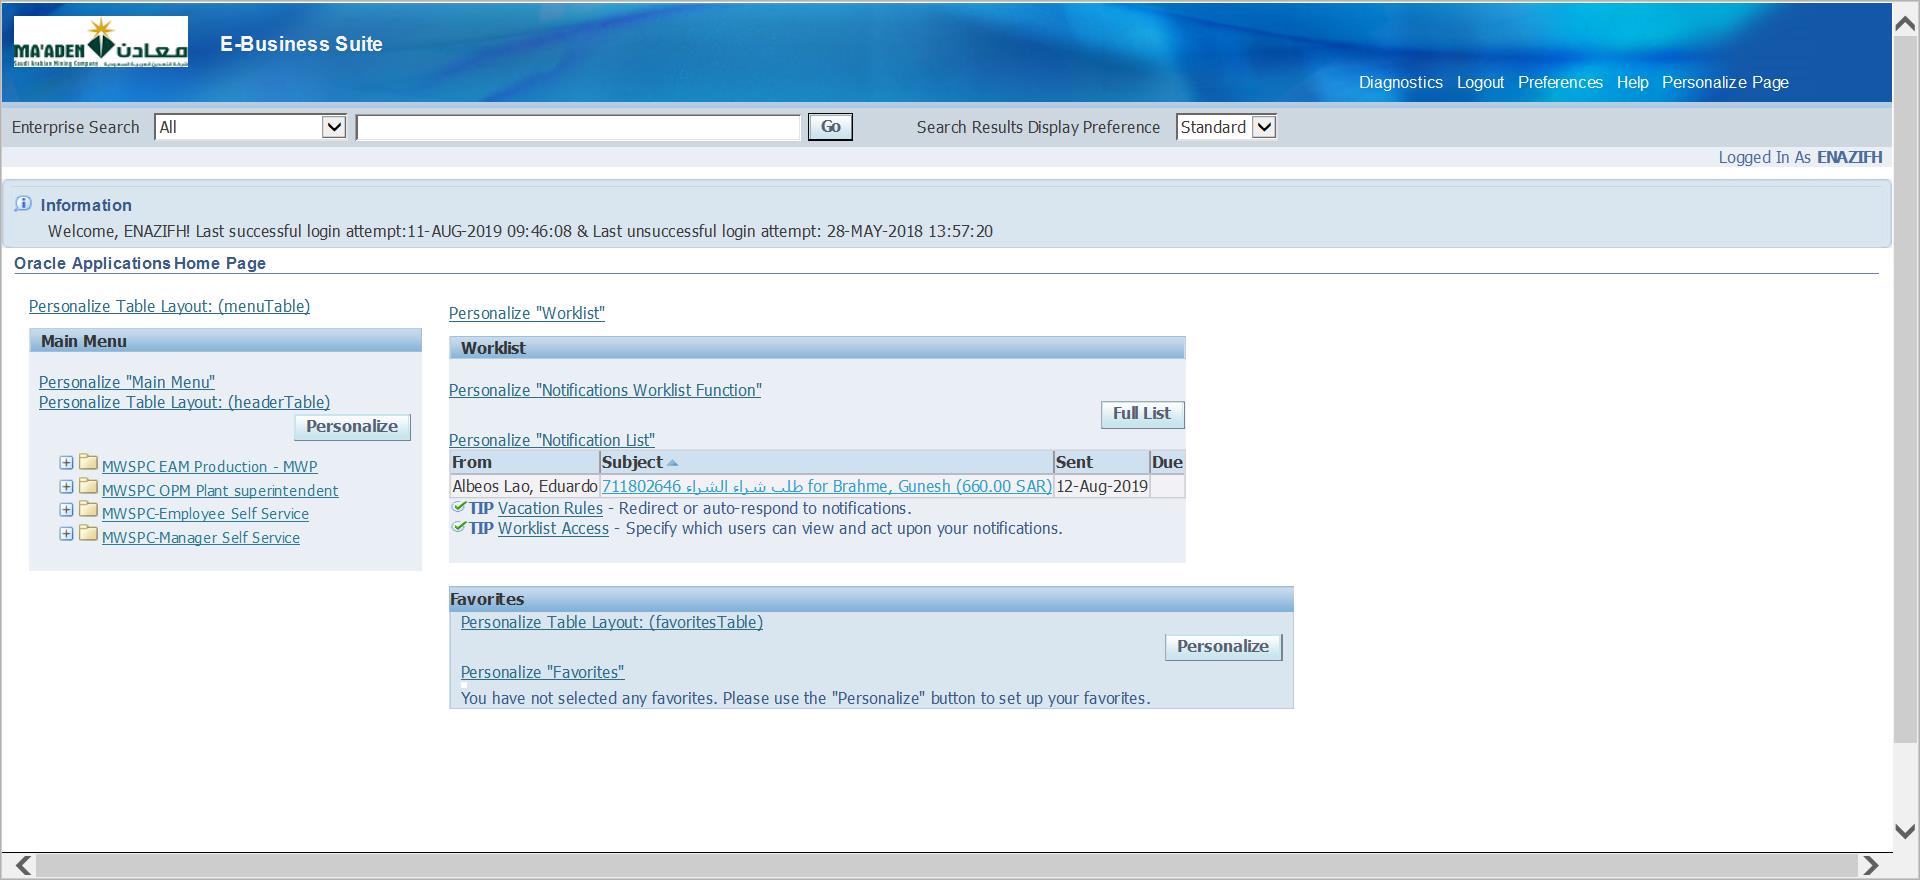 MA'ADEN معادن
Saudi Arabian Mining Company
E-Business Suite
Diagnostics Logout Preferences Help Personalize Page
Enterprise Search All Go Search Results Display Preference Standard
Logged In As ENAZIFH
Information
Welcome, ENAZIFH! Last successful login attempt:11-AUG-2019 09:46:08 & Last unsuccessful login attempt: 28-MAY-2018 13:57:20
Oracle Applications Home Page
Personalize Table Layout: (menuTable)
Main Menu
Personalize "Main Menu"
Personalize Table Layout: (headerTable)
Personalize
MWSPC EAM Production - MWP
MWSPC OPM Plant superintendent
MWSPC-Employee Self Service
MWSPC-Manager Self Service
Personalize "Worklist"
Worklist
Personalize "Notifications Worklist Function"
Full List
Personalize "Notification List"
From Subject Sent Due
Albeos Lao, Eduardo 711802646 طلب شراء الشراء for Brahme, Gunesh (660.00 SAR) 12-Aug-2019
TIP Vacation Rules - Redirect or auto-respond to notifications.
TIP Worklist Access - Specify which users can view and act upon your notifications.
Favorites
Personalize Table Layout: (favoritesTable)
Personalize
Personalize "Favorites"
You have not selected any favorites. Please use the "Personalize" button to set up your favorites.